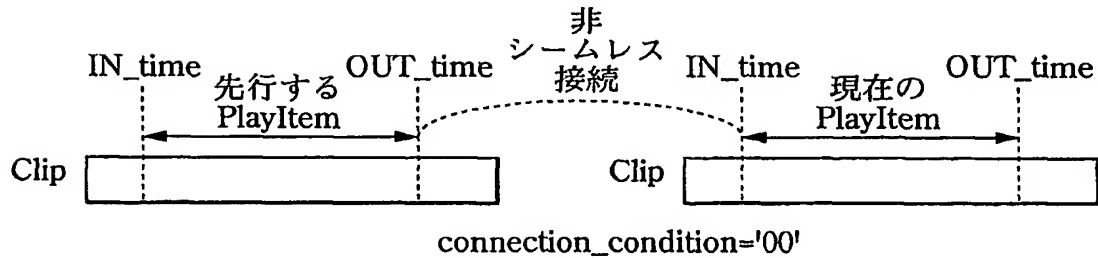 非
シームレス
接続
IN_time
OUT_time
IN_time
OUT_time
先行する
PlayItem
現在の
PlayItem
Clip
Clip
connection_condition='00'